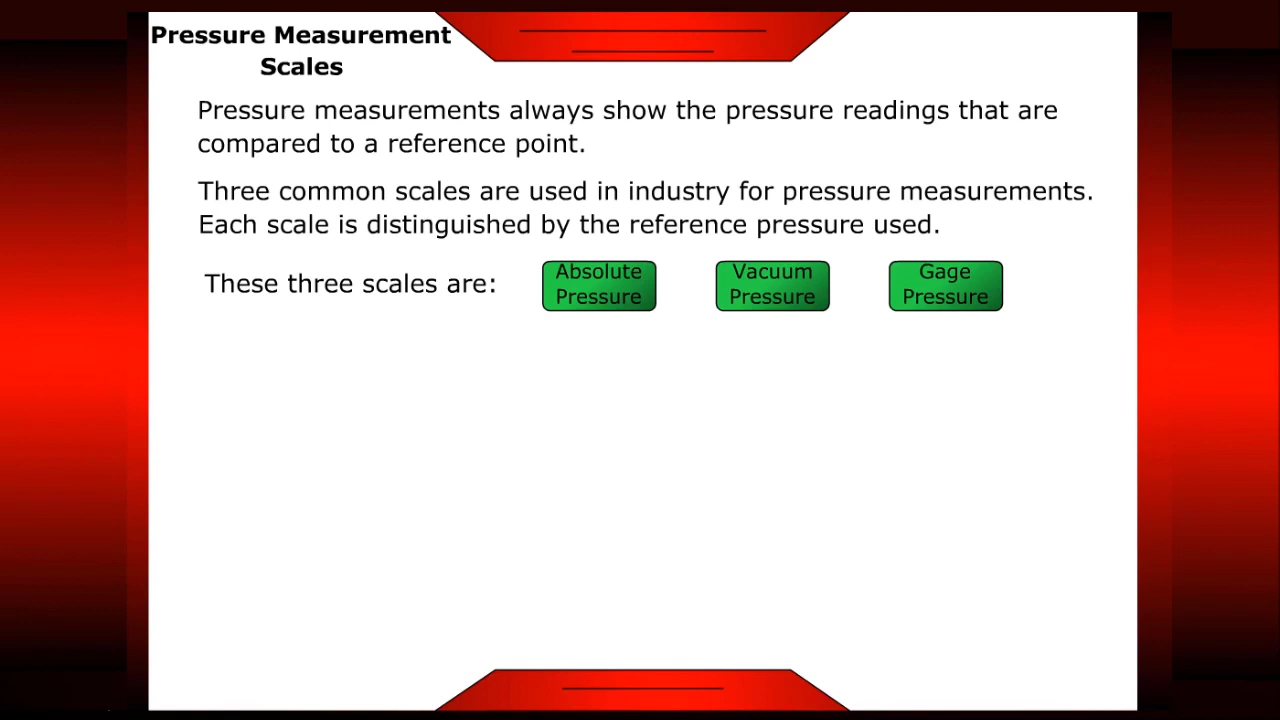 Pressure Measurement
Scales
Pressure measurements always show the pressure readings that are
compared to a reference point.
Three common scales are used in industry for pressure measurements.
Each scale is distinguished by the reference pressure used.
These three scales are:
Absolute
Pressure
Vacuum
Pressure
Gage
Pressure